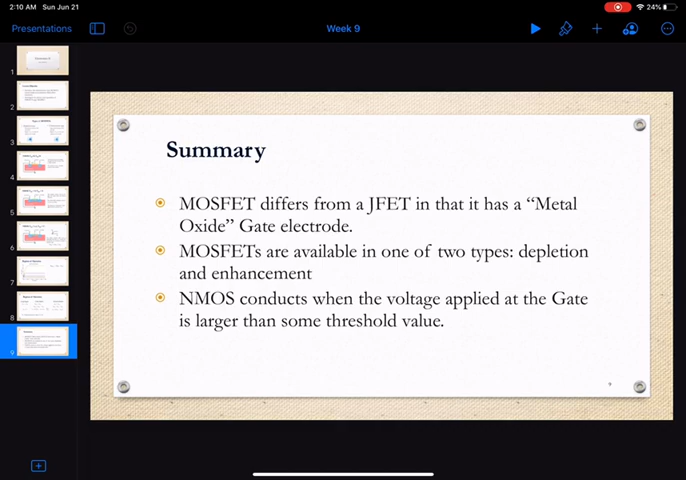 2:10 AM Sun Jun 21
24%
Presentations
Week 9
1
2
3
4
5
6
7
8
9
Summary
MOSFET differs from a JFET in that it has a “Metal
Oxide” Gate electrode.
MOSFETs are available in one of two types: depletion
and enhancement
NMOS conducts when the voltage applied at the Gate
is larger than some threshold value.
9